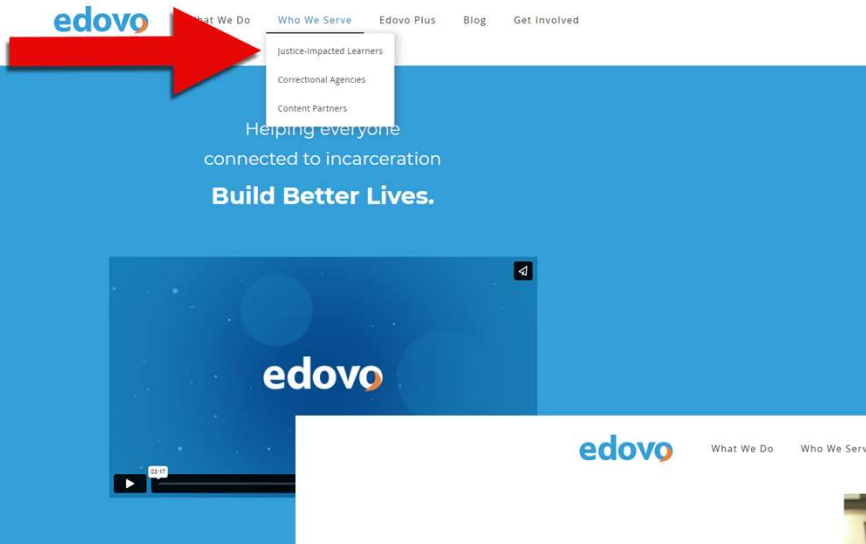 edovo
What We Do Who We Serve Edovo Plus Blog Get Involved
Justice-Impacted Learners
Correctional Agencies
Content Partners
Helping everyone
connected to incarceration
Build Better Lives.
edovo
03:17
edovo What We Do Who We Serv